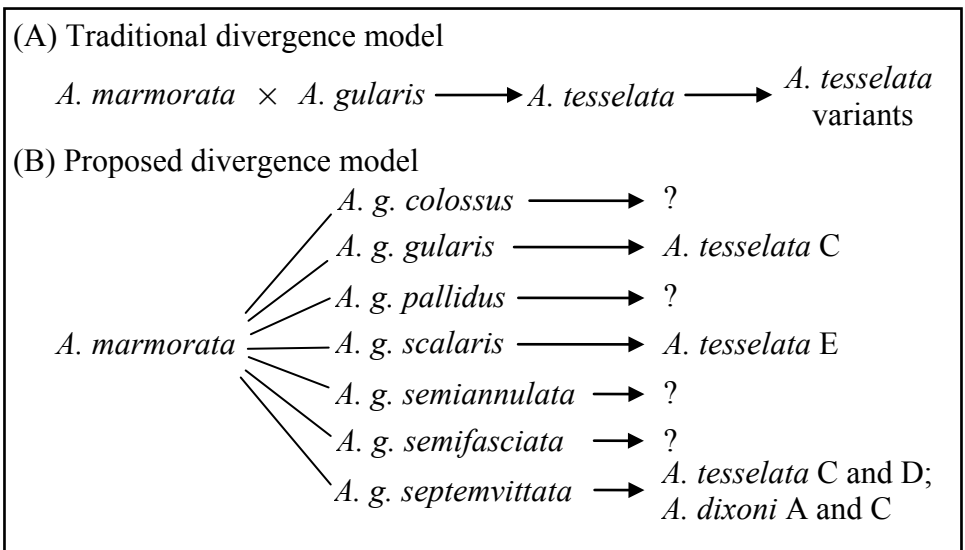 (A) Traditional divergence model
A. marmorata × A. gularis → A. tesselata → A. tesselata
variants
(B) Proposed divergence model
A. g. colossus → ?
A. g. gularis → A. tesselata C
A. g. pallidus → ?
A. marmorata A. g. scalaris → A. tesselata E
A. g. semiannulata → ?
A. g. semifasciata → ?
A. g. septemvittata → A. tesselata C and D;
A. dixoni A and C